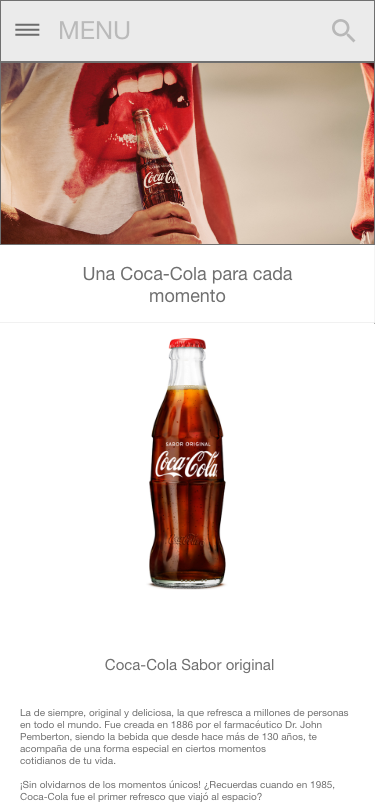 MENU
Coca-Cola
Una Coca-Cola para cada
momento
SABOR ORIGINAL
Coca-Cola
Coca-Cola Sabor original
La de siempre, original y deliciosa, la que refresca a millones de personas
en todo el mundo. Fue creada en 1886 por el farmacéutico Dr. John
Pemberton, siendo la bebida que desde hace más de 130 años, te
acompaña de una forma especial en ciertos momentos
cotidianos de tu vida.
¡Sin olvidarnos de los momentos únicos! ¿Recuerdas cuando en 1985,
Coca-Cola fue el primer refresco que viajó al espacio?